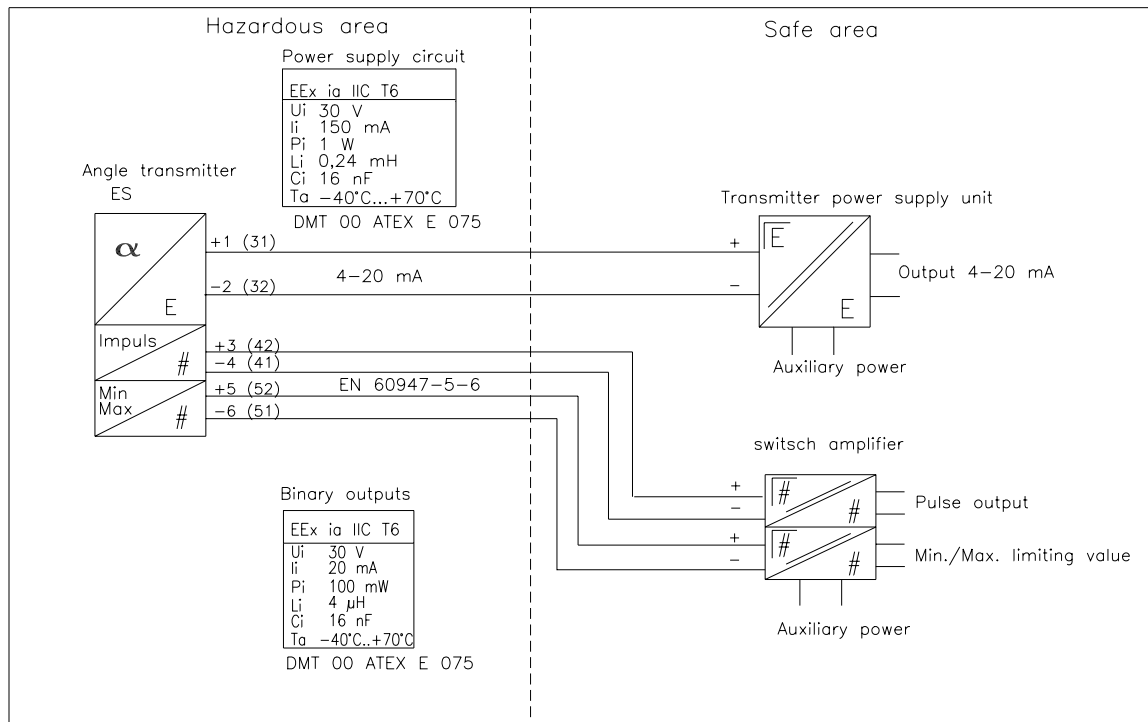 Hazardous area
Safe area
Power supply circuit
EEx ia IIC T6
Ui 30 V
Ii 150 mA
Pi 1 W
Li 0,24 mH
Ci 16 nF
Ta -40°C...+70°C
DMT 00 ATEX E 075
Angle transmitter
ES
α
E
+1 (31)
4-20 mA
-2 (32)
Transmitter power supply unit
+
-
E
E
Output 4-20 mA
Auxiliary power
Impuls
#
+3 (42)
-4 (41)
Min
Max
#
+5 (52)
EN 60947-5-6
-6 (51)
switsch amplifier
+
-
#
#
Pulse output
+
-
#
#
Min./Max. limiting value
Auxiliary power
Binary outputs
EEx ia IIC T6
Ui 30 V
Ii 20 mA
Pi 100 mW
Li 4 µH
Ci 16 nF
Ta -40°C..+70°C
DMT 00 ATEX E 075